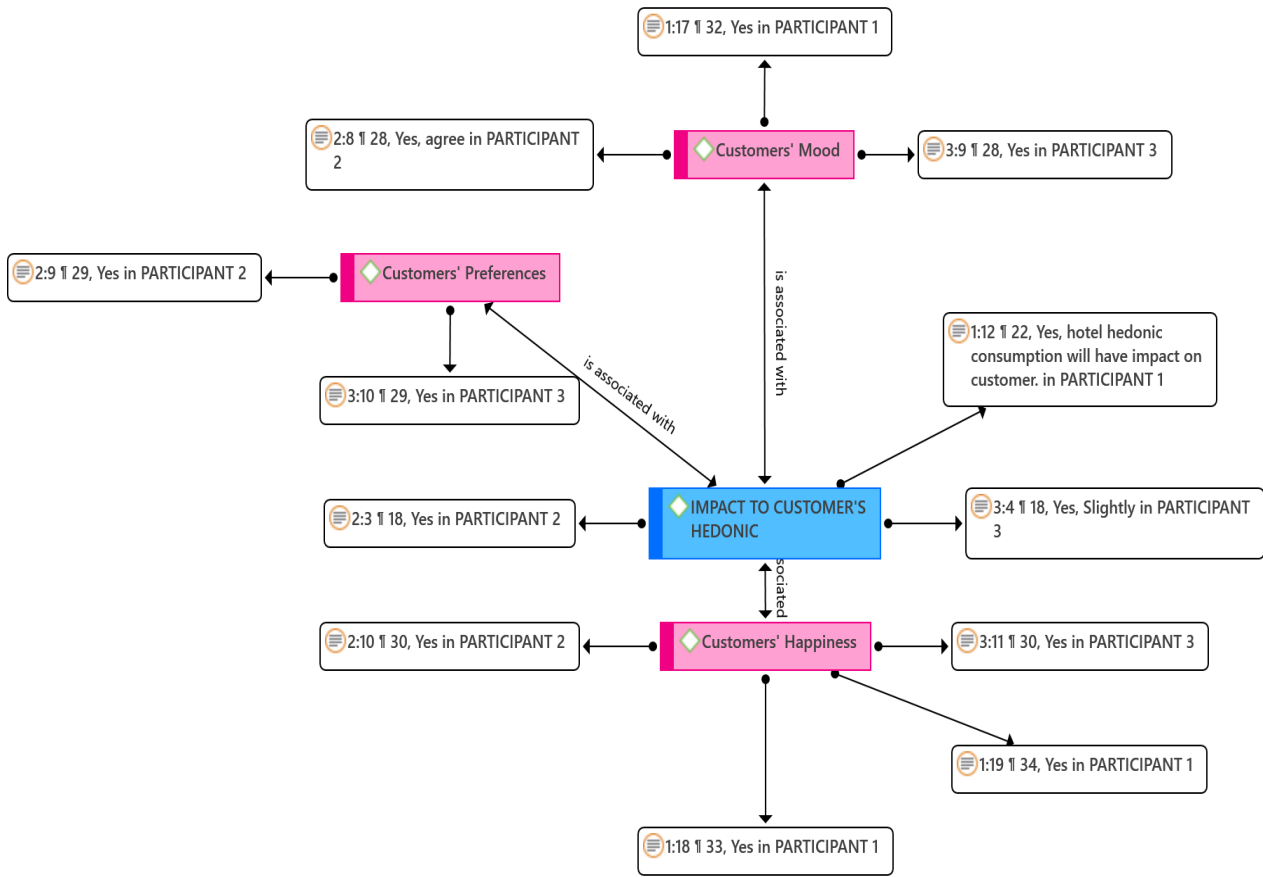 1:17 ¶ 32, Yes in PARTICIPANT 1
2:8 ¶ 28, Yes, agree in PARTICIPANT
2
Customers' Mood
3:9 ¶ 28, Yes in PARTICIPANT 3
2:9 ¶ 29, Yes in PARTICIPANT 2
Customers' Preferences
is associated with
1:12 ¶ 22, Yes, hotel hedonic
consumption will have impact on
customer. in PARTICIPANT 1
is associated with
3:10 ¶ 29, Yes in PARTICIPANT 3
2:3 ¶ 18, Yes in PARTICIPANT 2
IMPACT TO CUSTOMER'S
HEDONIC
3:4 ¶ 18, Yes, Slightly in PARTICIPANT
3
sociated
2:10 ¶ 30, Yes in PARTICIPANT 2
Customers' Happiness
3:11 ¶ 30, Yes in PARTICIPANT 3
1:19 ¶ 34, Yes in PARTICIPANT 1
1:18 ¶ 33, Yes in PARTICIPANT 1